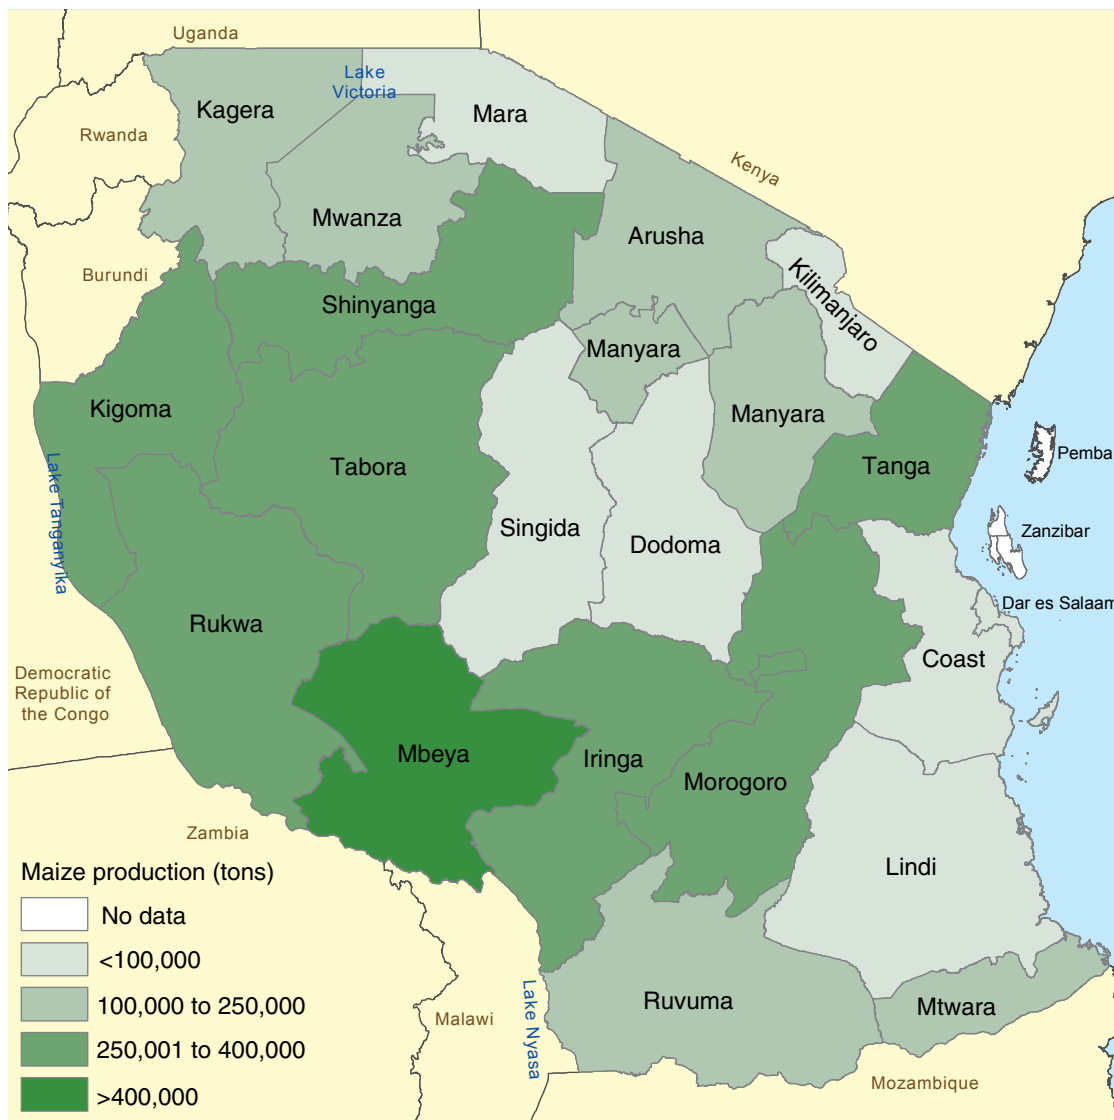 Uganda
Lake
Victoria
Kagera
Mara
Rwanda
Kenya
Mwanza
Arusha
Burundi
Kilimanjaro
Shinyanga
Manyara
Kigoma
Manyara
Tabora
Tanga
Pemba
Lake Tanganyika
Singida
Dodoma
Zanzibar
Dar es Salaam
Rukwa
Coast
Democratic
Republic of
the Congo
Mbeya
Iringa
Morogoro
Zambia
Lindi
Maize production (tons)
No data
<100,000
100,000 to 250,000
250,001 to 400,000
>400,000
Ruvuma
Mtwara
Malawi
Lake Nyasa
Mozambique